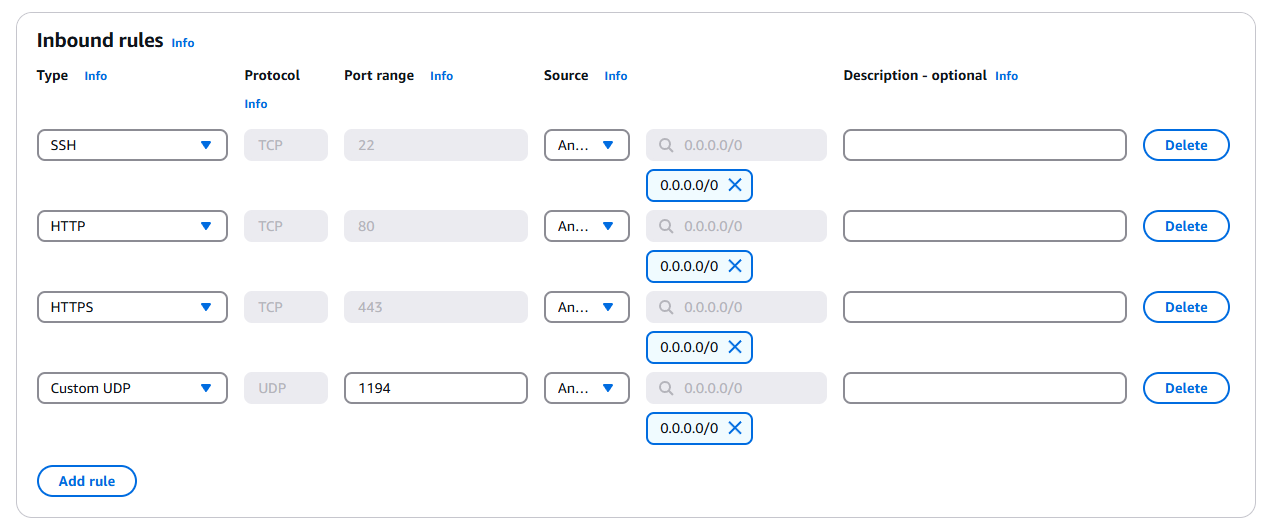 Inbound rules Info
Type Info Protocol Port range Info Source Info Description - optional Info
Info
SSH TCP 22 An... 0.0.0.0/0 Delete
0.0.0.0/0
HTTP TCP 80 An... 0.0.0.0/0 Delete
0.0.0.0/0
HTTPS TCP 443 An... 0.0.0.0/0 Delete
0.0.0.0/0
Custom UDP UDP 1194 An... 0.0.0.0/0 Delete
0.0.0.0/0
Add rule